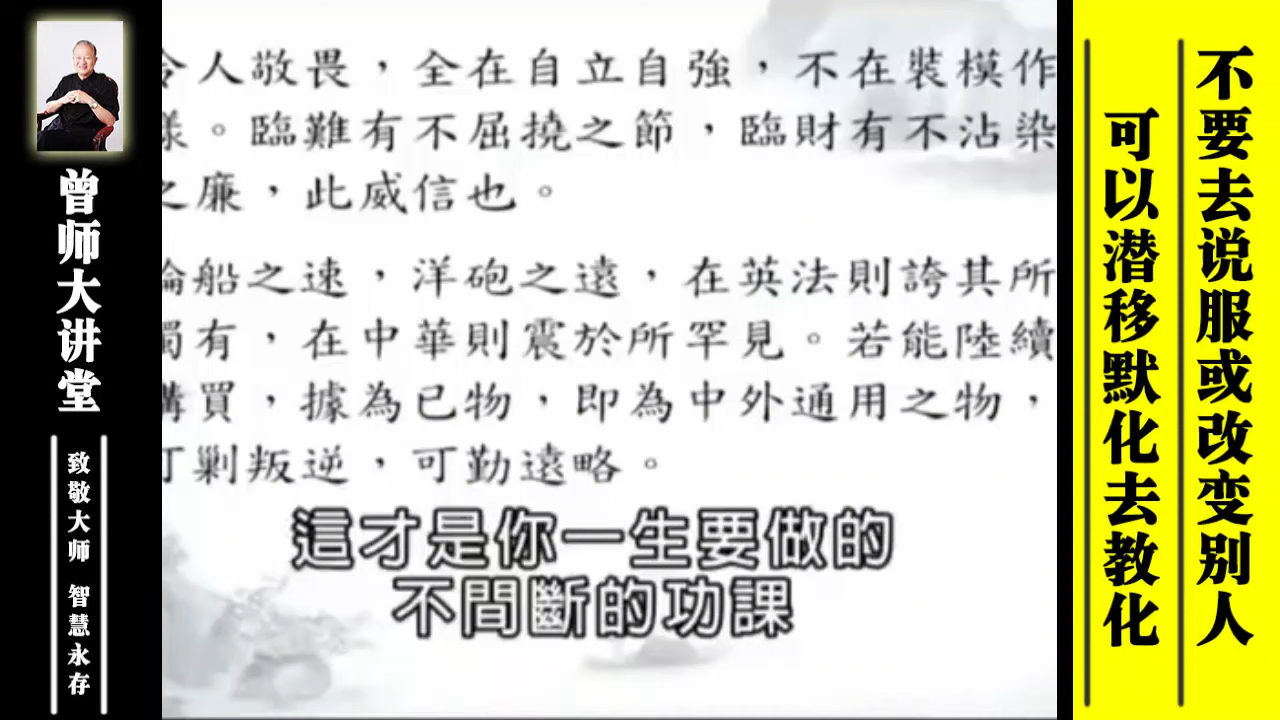 曾师大讲堂
致敬大师 智慧永存
令人敬畏，全在自立自強，不在裝模作
樣。臨難有不屈撓之節，臨財有不沾染
之廉，此威信也。
輪船之速，洋砲之遠，在英法則誇其所
獨有，在中華則震於所罕見。若能陸續
購買，據為已物，即為中外通用之物，
可剿叛逆，可勤遠略。
這才是你一生要做的
不間斷的功課
不要去说服或改变别人
可以潜移默化去教化